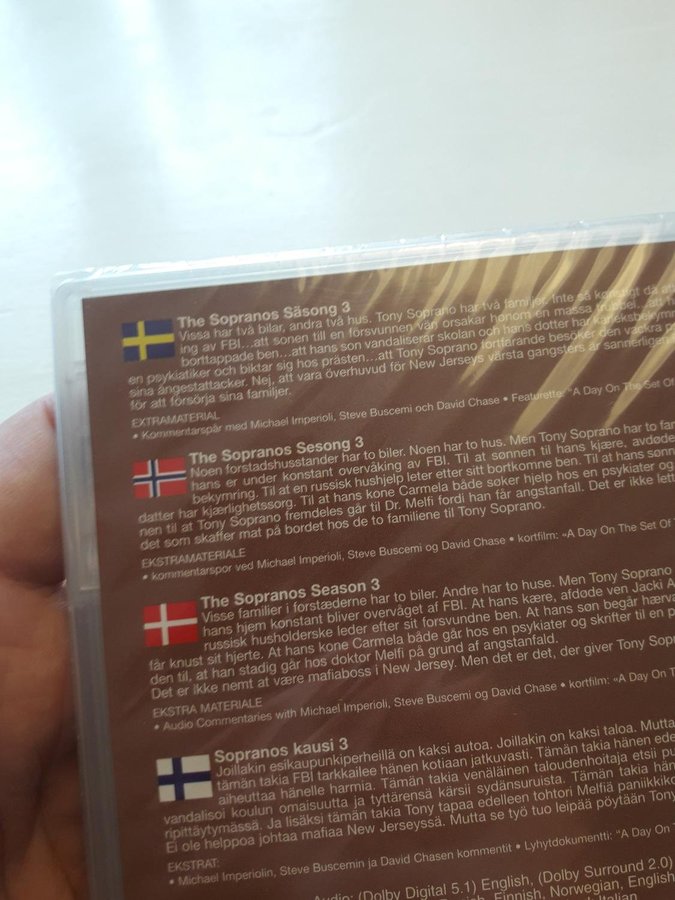 The Sopranos Säsong 3
Vissa har två bilar, andra två hus. Tony Soprano har två familjer. Inte så konstigt då at
ing av FBI...att sonen till en försvunnen vän orsakar honom en massa
borttappade ben...att hans son vandaliserar skolan och hans dotter har kärleksbekymm
en psykiatiker och biktar sig hos prästen...att Tony Soprano fortfarande besöker den vackra p
sina ångestattacker. Nej, att vara överhuvud för New Jerseys värsta gangsters är sannerligen
för att försörja sina familjer.
EXTRAMATERIAL
• Kommentarspår med Michael Imperioli, Steve Buscemi och David Chase • Featurette: "A Day On The Set Of
The Sopranos Sesong 3
Noen forstadshusstander har to biler. Noen har to hus. Men Tony Soprano har to fam
hans er under konstant overvåking av FBI. Til at sønnen til hans kjære, avdøde
bekymring. Til at en russisk hushjelp leter etter sitt bortkomne ben. Til at hans sønn
datter har kjærlighetssorg. Til at hans kone Carmela både søker hjelp hos en psykiater og
nen til at Tony Soprano fremdeles går til Dr. Melfi fordi han får angstanfall. Det er ikke lett
det som skaffer mat på bordet hos de to familiene til Tony Soprano.
EKSTRAMATERIALE
• kommentarspor ved Michael Imperioli, Steve Buscemi og David Chase • kortfilm: «A Day On The Set Of T
The Sopranos Season 3
Visse familier i forstæderne har to biler. Andre har to huse. Men Tony Soprano
hans hjem konstant bliver overvåget af FBI. At hans kære, afdøde ven Jacki A
russisk husholderske leder efter sit forsvundne ben. At hans søn begår hærva
får knust sit hjerte. At hans kone Carmela både går hos en psykiater og skrifter til en p
den til, at han stadig går hos doktor Melfi på grund af angstanfald.
Det er ikke nemt at være mafiaboss i New Jersey. Men det er det, der giver Tony Sopr
EKSTRA MATERIALE
• Audio Commentaries with Michael Imperioli, Steve Buscemi og David Chase • kortfilm: «A Day On T
Sopranos kausi 3
Joillakin esikaupunkiperheillä on kaksi autoa. Joillakin on kaksi taloa. Mutta
tämän takia FBI tarkkailee hänen kotiaan jatkuvasti. Tämän takia hänen ede
aiheuttaa hänelle harmia. Tämän takia venäläinen taloudenhoitaja etsii pu
vandalisoi koulun omaisuutta ja tyttärensä kärsii sydänsuruista. Tämän takia hän
ripittäytymässä. Ja lisäksi tämän takia Tony tapaa edelleen tohtori Melfiä paniikkiko
Ei ole helppoa johtaa mafiaa New Jerseyssä. Mutta se työ tuo leipää pöytään Tony
EKSTRAT:
• Michael Imperiolin, Steve Buscemin ja David Chasen kommentit • Lyhytdokumentti: "A Day On T
Audio: (Dolby Digital 5.1) English, (Dolby Surround 2.0)
Finnish, Norwegian, English
Italian